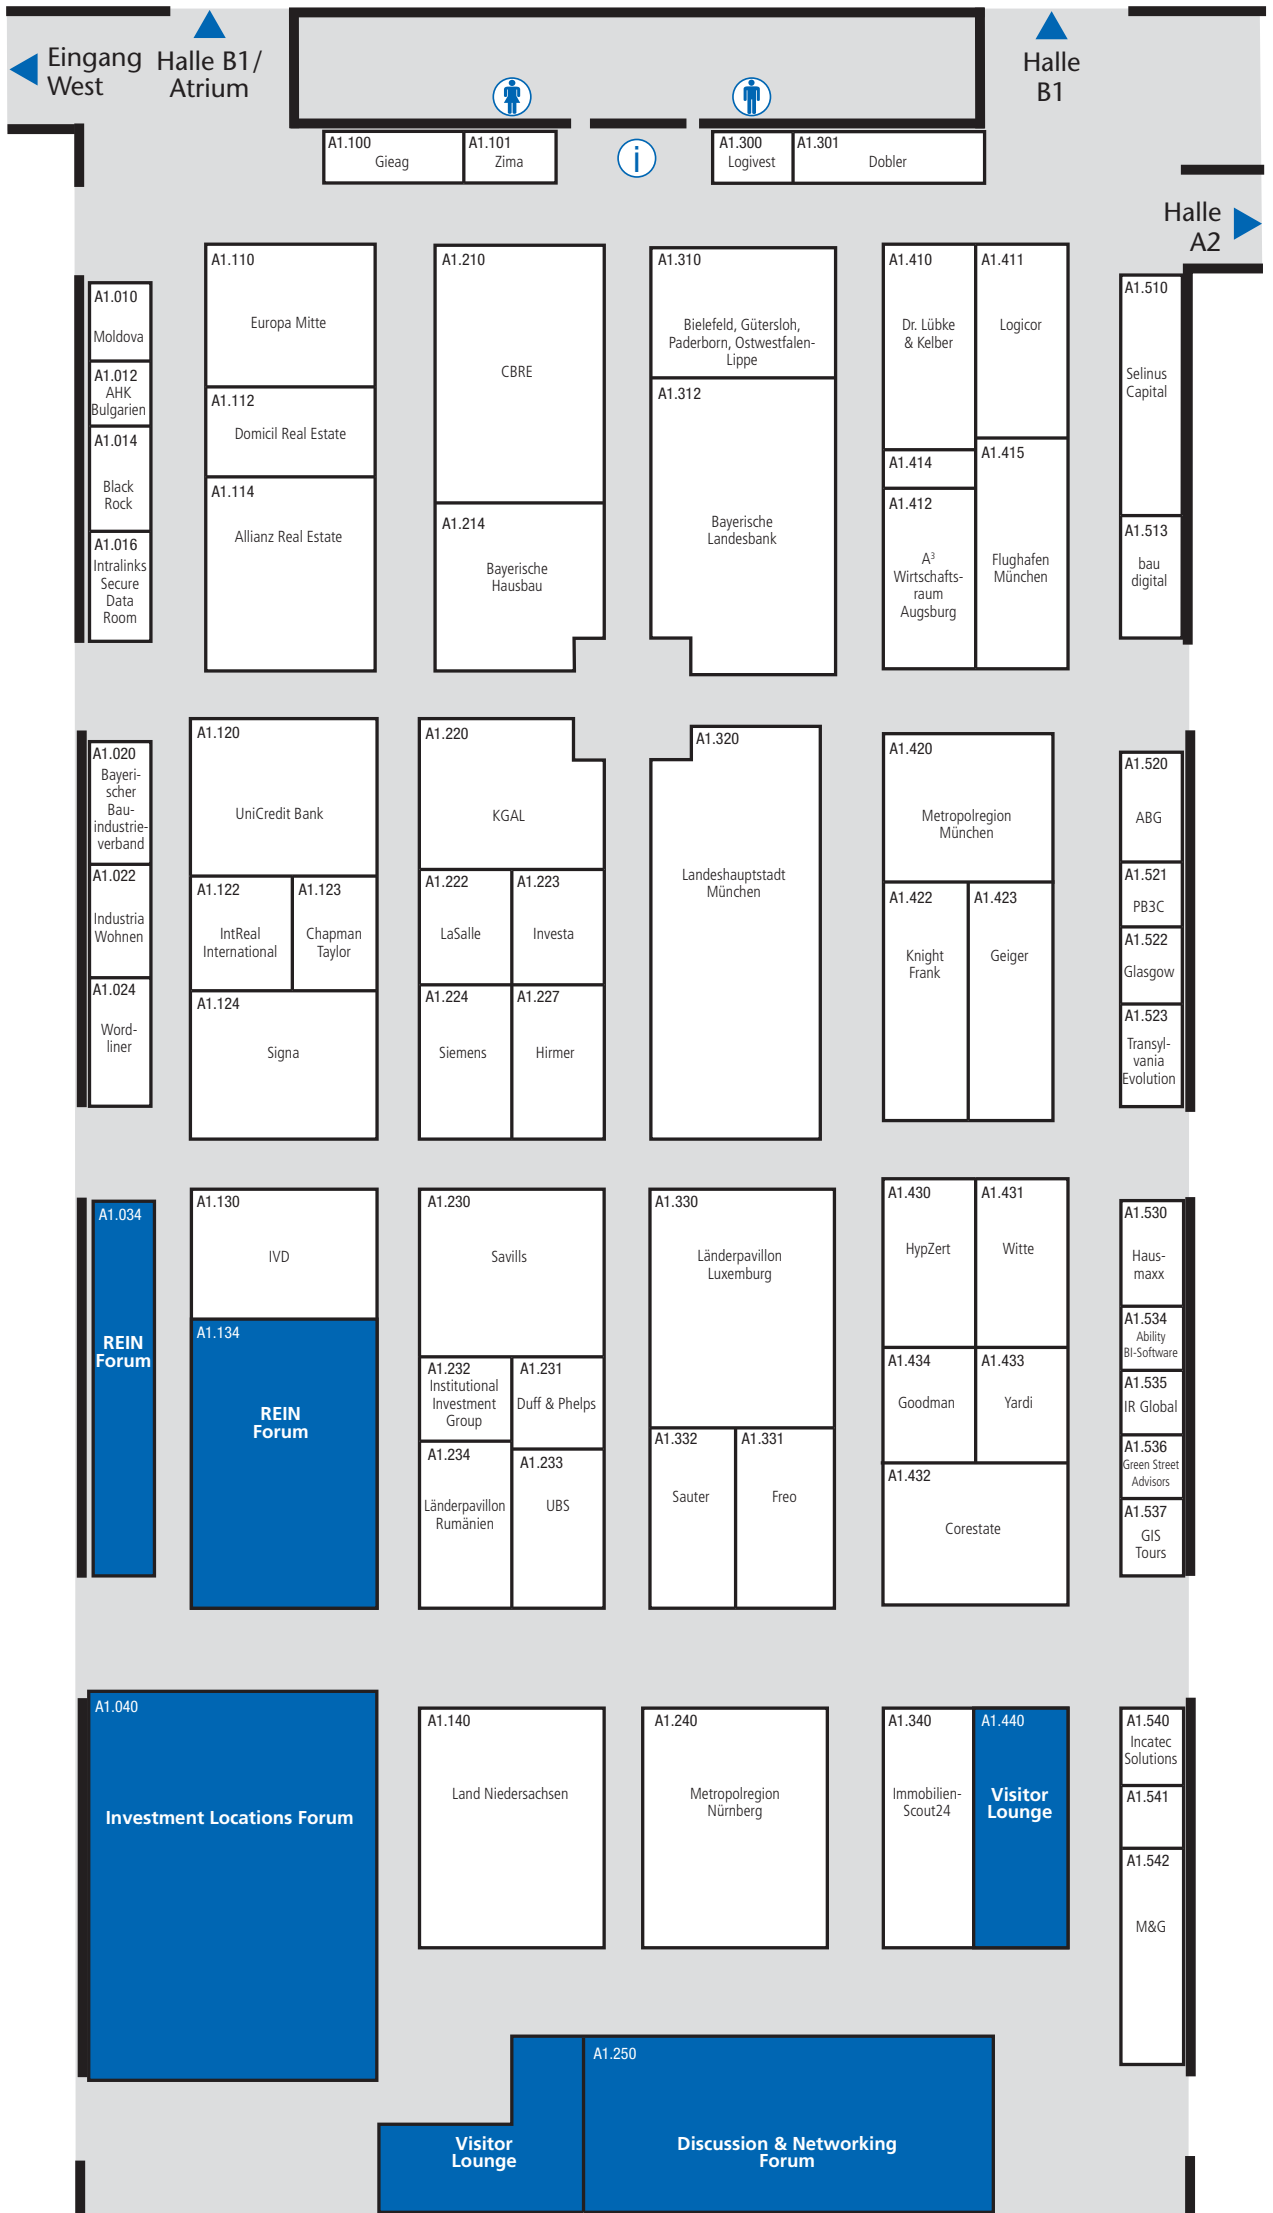 Eingang
West
Halle B1/
Atrium
Halle
B1
Halle
A2
A1.100
Gieag
A1.101
Zima
i
A1.300
Logivest
A1.301
Dobler
A1.010
Moldova
A1.012
AHK
Bulgarien
A1.014
Black
Rock
A1.016
Intralinks
Secure
Data
Room
A1.110
Europa Mitte
A1.112
Domicil Real Estate
A1.114
Allianz Real Estate
A1.210
CBRE
A1.214
Bayerische
Hausbau
A1.310
Bielefeld, Gütersloh,
Paderborn, Ostwestfalen-
Lippe
A1.312
Bayerische
Landesbank
A1.410
Dr. Lübke
& Kelber
A1.411
Logicor
A1.414
A1.412
A³
Wirtschafts-
raum
Augsburg
A1.415
Flughafen
München
A1.510
Selinus
Capital
A1.513
bau
digital
A1.020
Bayeri-
scher
Bau-
industrie-
verband
A1.022
Industria
Wohnen
A1.024
Word-
liner
A1.120
UniCredit Bank
A1.122
IntReal
International
A1.123
Chapman
Taylor
A1.124
Signa
A1.220
KGAL
A1.222
LaSalle
A1.223
Investa
A1.224
Siemens
A1.227
Hirmer
A1.320
Landeshauptstadt
München
A1.420
Metropolregion
München
A1.422
Knight
Frank
A1.423
Geiger
A1.520
ABG
A1.521
PB3C
A1.522
Glasgow
A1.523
Transyl-
vania
Evolution
A1.034
REIN
Forum
A1.130
IVD
A1.134
REIN
Forum
A1.230
Savills
A1.232
Institutional
Investment
Group
A1.231
Duff & Phelps
A1.234
Länderpavillon
Rumänien
A1.233
UBS
A1.330
Länderpavillon
Luxemburg
A1.332
Sauter
A1.331
Freo
A1.430
HypZert
A1.431
Witte
A1.434
Goodman
A1.433
Yardi
A1.432
Corestate
A1.530
Haus-
maxx
A1.534
Ability
BI-Software
A1.535
IR Global
A1.536
Green Street
Advisors
A1.537
GIS
Tours
A1.040
Investment Locations Forum
A1.140
Land Niedersachsen
A1.240
Metropolregion
Nürnberg
A1.340
Immobilien-
Scout24
A1.440
Visitor
Lounge
A1.540
Incatec
Solutions
A1.541
A1.542
M&G
Visitor
Lounge
A1.250
Discussion & Networking
Forum